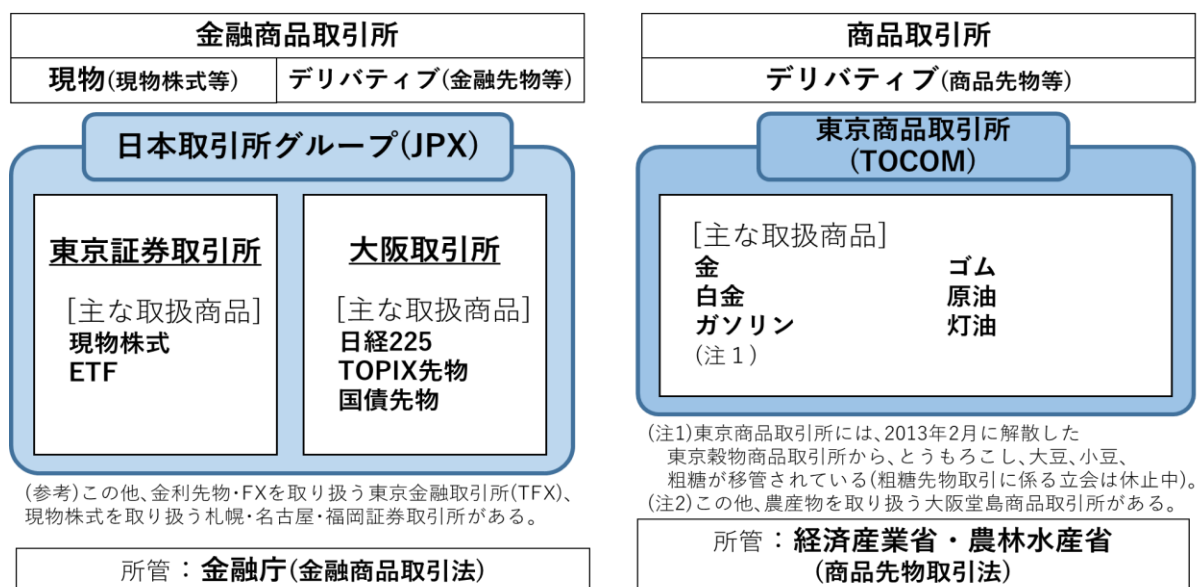 金融商品取引所
現物(現物株式等)
デリバティブ(金融先物等)
日本取引所グループ(JPX)
東京証券取引所
[主な取扱商品]
現物株式
ETF
大阪取引所
[主な取扱商品]
日経225
TOPIX先物
国債先物
(参考)この他、金利先物・FXを取り扱う東京金融取引所(TFX)、
現物株式を取り扱う札幌・名古屋・福岡証券取引所がある。
所管：金融庁(金融商品取引法)
商品取引所
デリバティブ(商品先物等)
東京商品取引所
(TOCOM)
[主な取扱商品]
金
白金
ガソリン
(注１)
ゴム
原油
灯油
(注1)東京商品取引所には、2013年2月に解散した
東京穀物商品取引所から、とうもろこし、大豆、小豆、
粗糖が移管されている(粗糖先物取引に係る立会は休止中)。
(注2)この他、農産物を取り扱う大阪堂島商品取引所がある。
所管：経済産業省・農林水産省
(商品先物取引法)